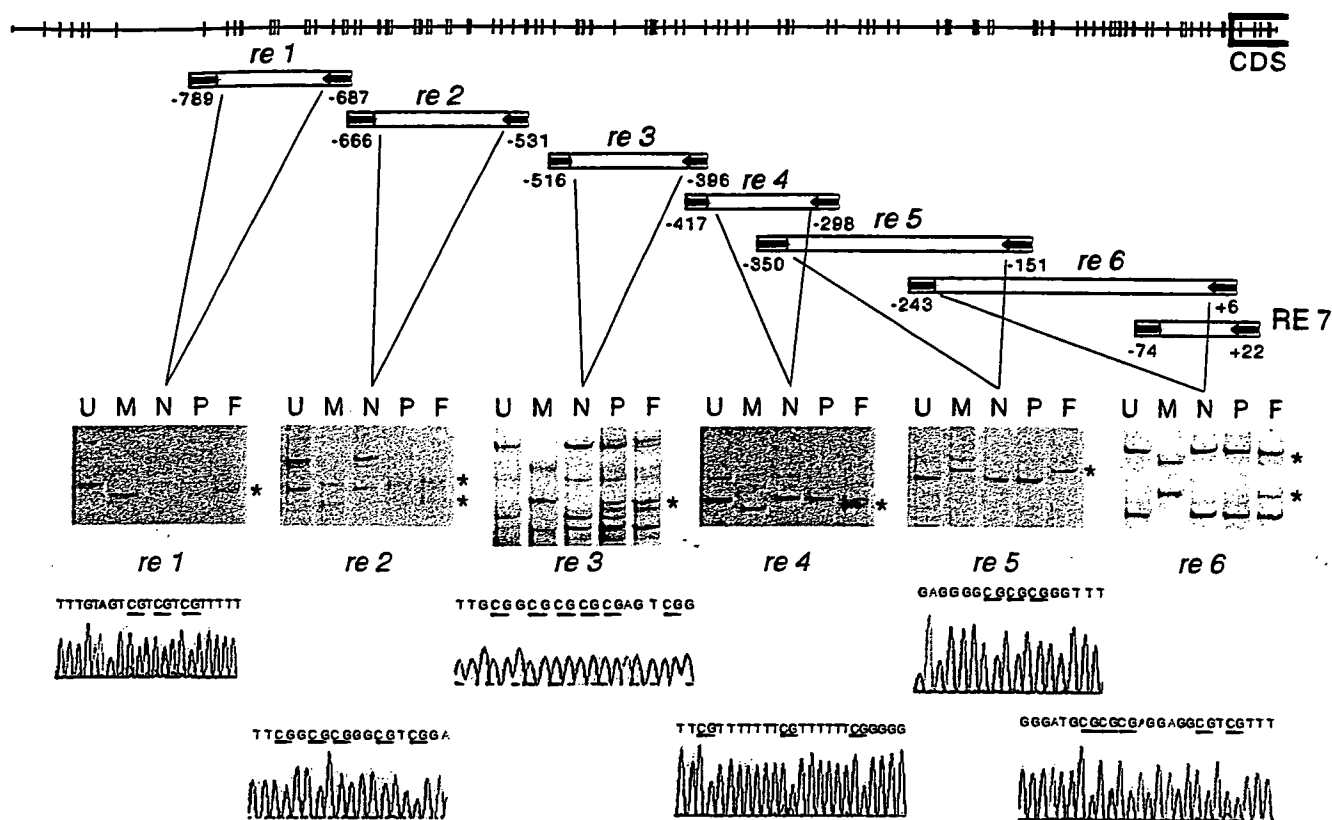 CDS
re 1
-789
-687
re 2
-666
-531
re 3
-516
-396
re 4
-417
-298
re 5
-350
-151
re 6
-243
+6
RE 7
-74
+22
U M N P F
U M N P F
U M N P F
U M N P F
U M N P F
U M N P F
*
*
*
*
*
*
*
*
re 1
re 2
re 3
re 4
re 5
re 6
TTTGTAGTCGTCGTCGTTTTT
TTGCGGCGCGCGCGAGTCGG
GAGGGGCGCGCGGGTTT
TTCGGCGCGGGCGTCGGA
TTCGTTTTTTTCGTTTTTTCGGGGG
GGGATGCGCGCGAGGAGGCGTCGTTT